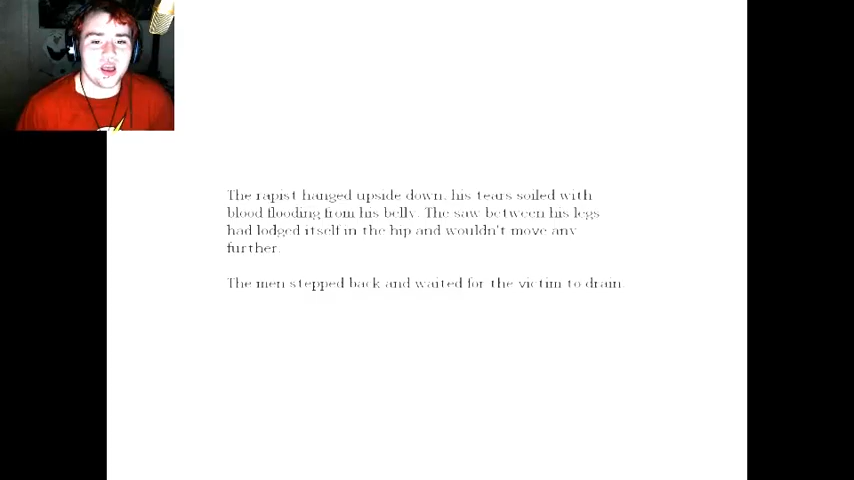 The rapist hanged upside down, his tears soiled with
blood flooding from his belly. The saw between his legs
had lodged itself in the hip and wouldn't move any
further.
The men stepped back and waited for the victim to drain.